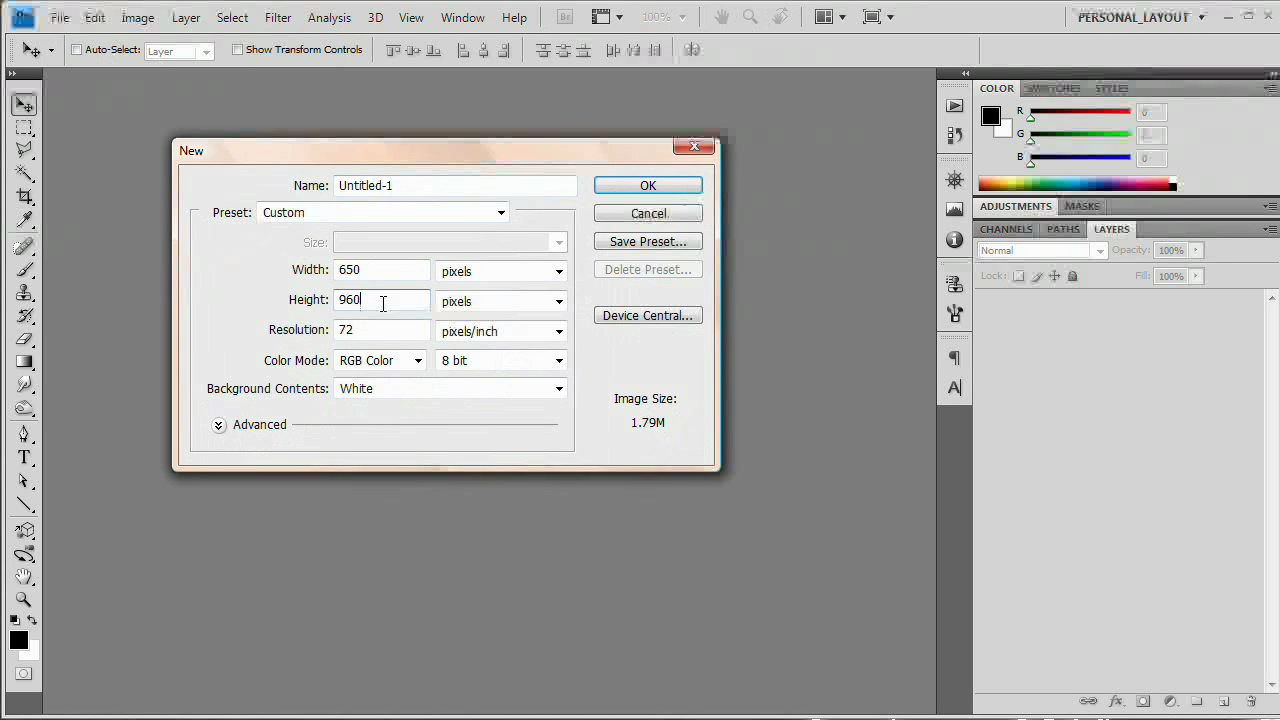 Ps File Edit Image Layer Select Filter Analysis 3D View Window Help Br 100% PERSONAL_LAYOUT
Auto-Select: Layer Show Transform Controls
COLOR SWATCHES STYLES
R 0
G
B 0
ADJUSTMENTS MASKS
CHANNELS PATHS LAYERS
Normal Opacity: 100%
Lock: Fill: 100%
New
Name: Untitled-1 OK
Preset: Custom Cancel
Size: Save Preset...
Width: 650 pixels Delete Preset...
Height: 960 pixels
Resolution: 72 pixels/inch Device Central...
Color Mode: RGB Color 8 bit
Background Contents: White
Image Size:
Advanced 1.79M